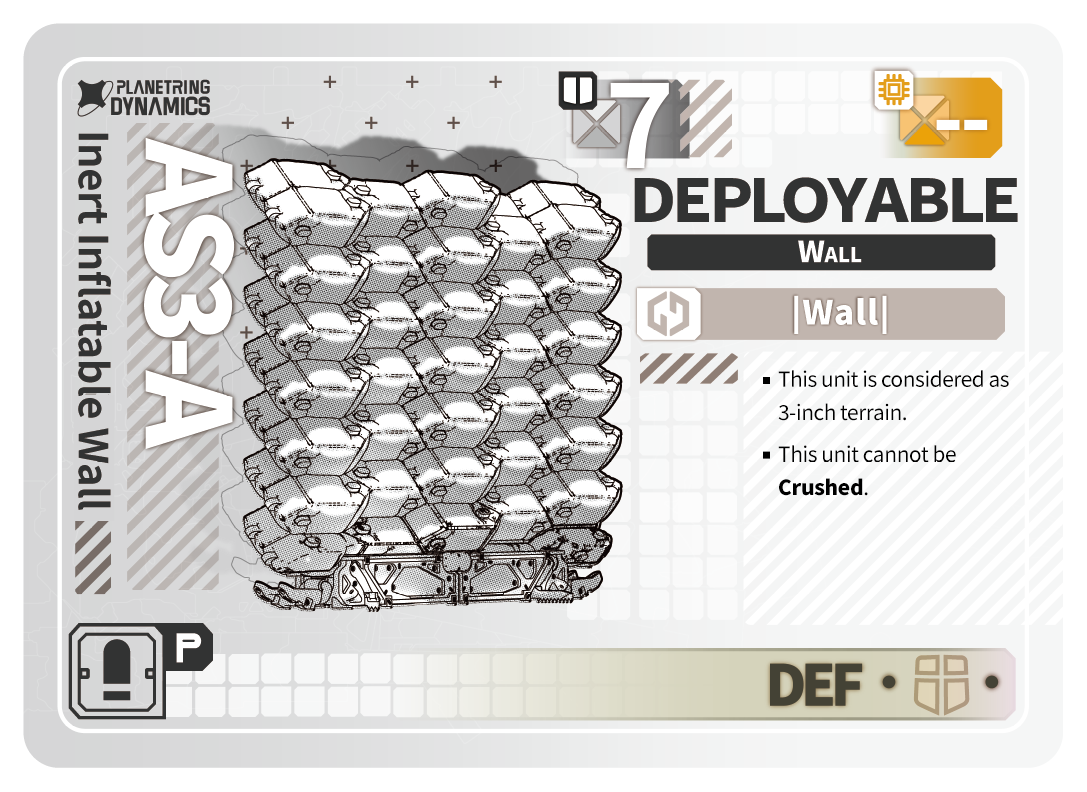 PLANETRING
DYNAMICS
Inert Inflatable Wall
AS3-A
7
--
DEPLOYABLE
WALL
|Wall|
▪ This unit is considered as
3-inch terrain.
▪ This unit cannot be
Crushed.
P
DEF • •